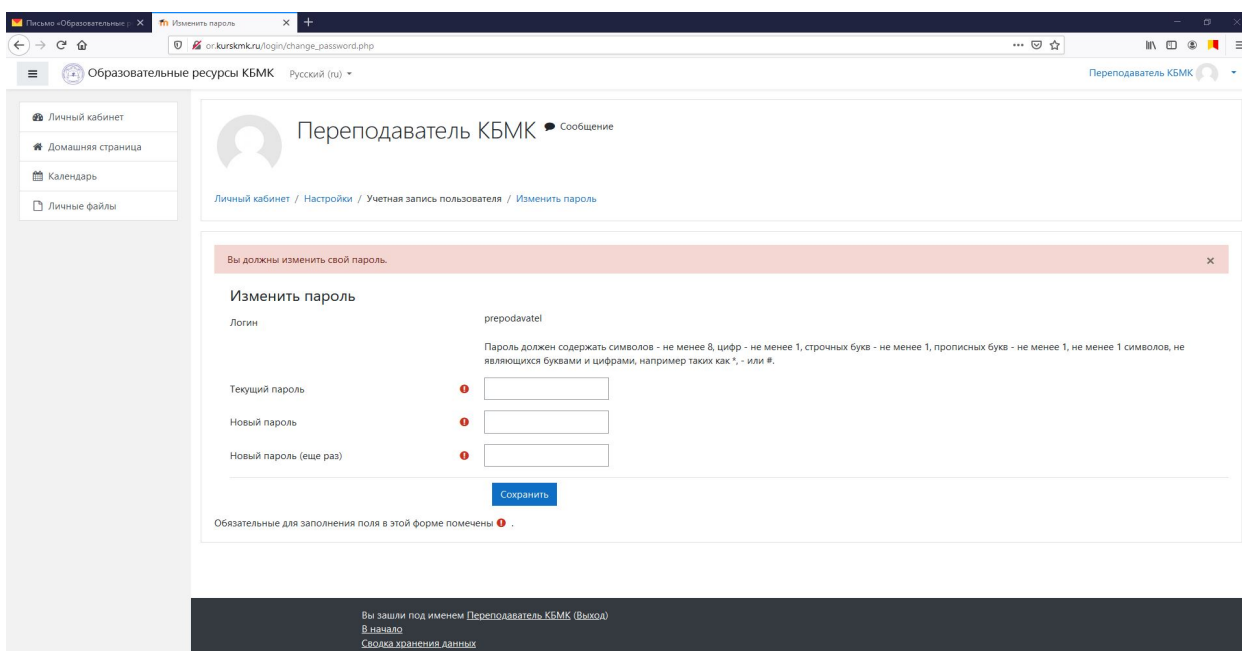 Письмо «Образовательные р
Изменить пароль
or.kurskmk.ru/login/change_password.php
Образовательные ресурсы КБМК Русский (ru)
Переподаватель КБМК
Личный кабинет
Домашняя страница
Календарь
Личные файлы
Переподаватель КБМК Сообщение
Личный кабинет / Настройки / Учетная запись пользователя / Изменить пароль
Вы должны изменить свой пароль.
Изменить пароль
Логин prepodavatel
Пароль должен содержать символов - не менее 8, цифр - не менее 1, строчных букв - не менее 1, прописных букв - не менее 1, не менее 1 символов, не
являющихся буквами и цифрами, например таких как *, - или #.
Текущий пароль
Новый пароль
Новый пароль (еще раз)
Сохранить
Обязательные для заполнения поля в этой форме помечены .
Вы зашли под именем Переподаватель КБМК (Выход)
В начало
Сводка хранения данных